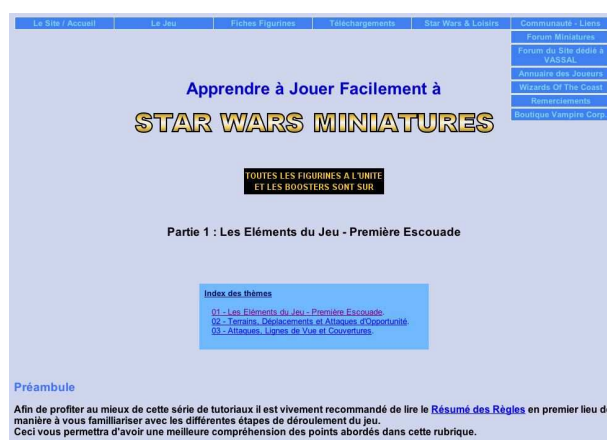 Le Site / Accueil
Le Jeu
Fiches Figurines
Téléchargements
Star Wars & Loisirs
Communauté - Liens
Forum Miniatures
Forum du Site dédié à
VASSAL
Annuaire des Joueurs
Wizards Of The Coast
Remerciements
Boutique Vampire Corp.
Apprendre à Jouer Facilement à
STAR WARS MINIATURES
TOUTES LES FIGURINES A L'UNITE
ET LES BOOSTERS SONT SUR
Partie 1 : Les Eléments du Jeu - Première Escouade
Index des thèmes
01 - Les Eléments du Jeu - Première Escouade.
02 - Terrains, Déplacements et Attaques d'Opportunité.
03 - Attaques, Lignes de Vue et Couvertures.
Préambule
Afin de profiter au mieux de cette série de tutoriaux il est vivement recommandé de lire le Résumé des Règles en premier lieu de
manière à vous familliariser avec les différentes étapes de déroulement du jeu.
Ceci vous permettra d'avoir une meilleure compréhension des points abordés dans cette rubrique.